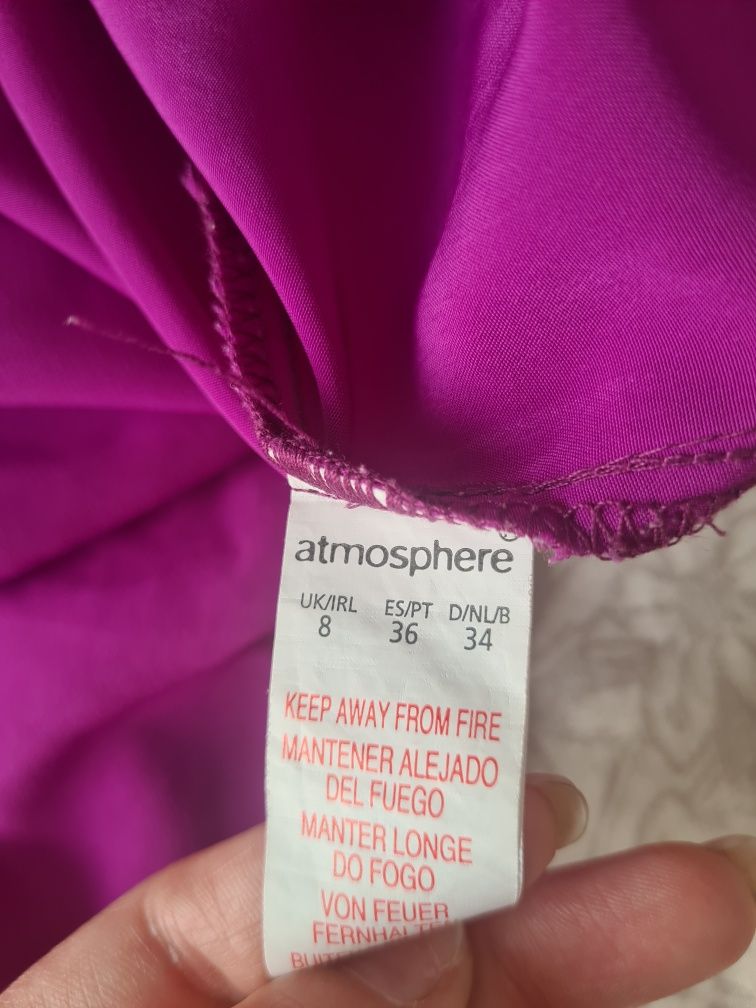 atmosphere
UK/IRL ES/PT D/NL/B
8 36 34
KEEP AWAY FROM FIRE
MANTENER ALEJADO
DEL FUEGO
MANTER LONGE
DO FOGO
VON FEUER